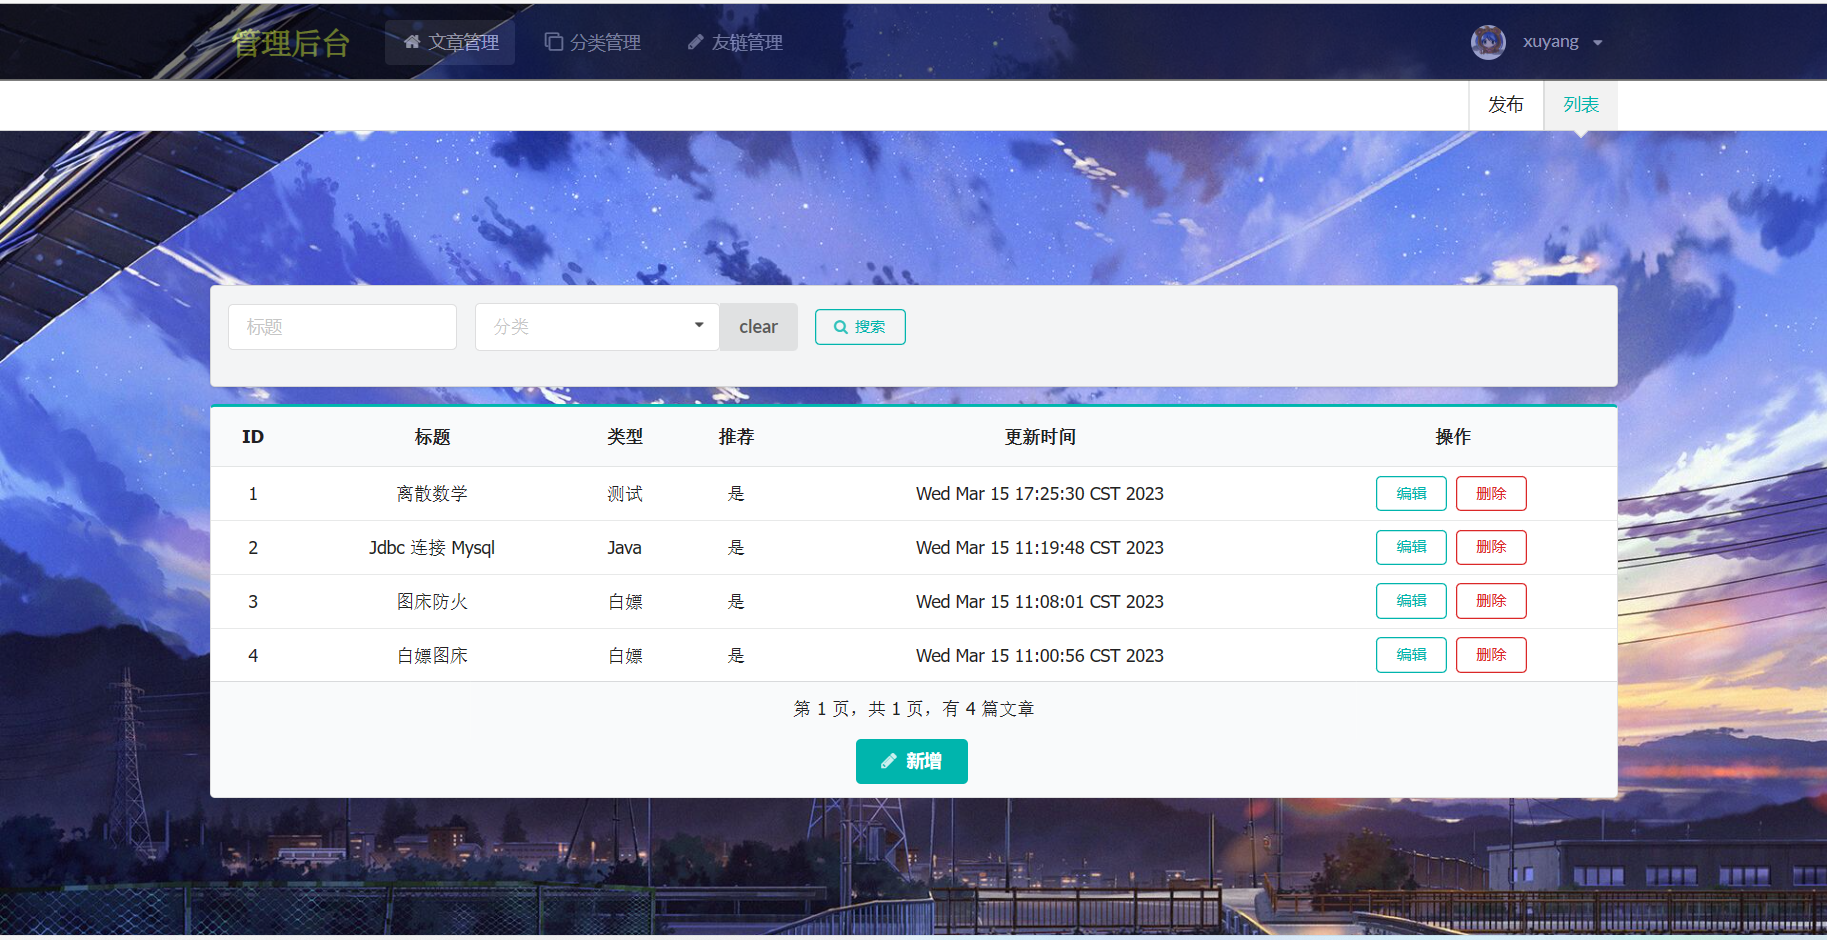 管理后台 文章管理 分类管理 友链管理 xuyang
发布 列表
标题 分类 clear 搜索
ID 标题 类型 推荐 更新时间 操作
1 离散数学 测试 是 Wed Mar 15 17:25:30 CST 2023 编辑 删除
2 Jdbc 连接 Mysql Java 是 Wed Mar 15 11:19:48 CST 2023 编辑 删除
3 图床防火 白嫖 是 Wed Mar 15 11:08:01 CST 2023 编辑 删除
4 白嫖图床 白嫖 是 Wed Mar 15 11:00:56 CST 2023 编辑 删除
第 1 页，共 1 页，有 4 篇文章
新增